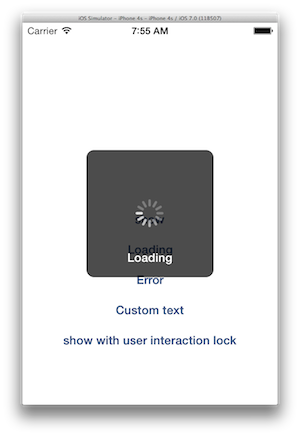 iOS Simulator - iPhone 4s - iPhone 4s / iOS 7.0 (11B507)
Carrier 7:55 AM
Loading
Loading
Error
Custom text
show with user interaction lock